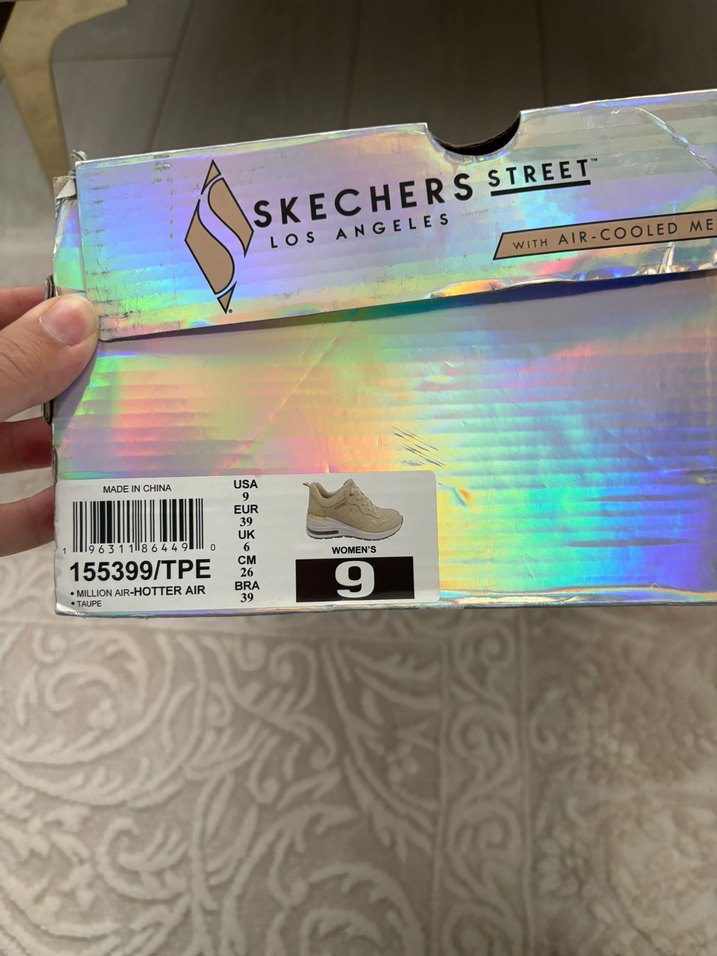 SKECHERS STREET™
LOS ANGELES
WITH AIR-COOLED ME
MADE IN CHINA
1 96311 86449 0
155399/TPE
• MILLION AIR-HOTTER AIR
• TAUPE
USA
9
EUR
39
UK
6
CM
26
BRA
39
WOMEN'S
9